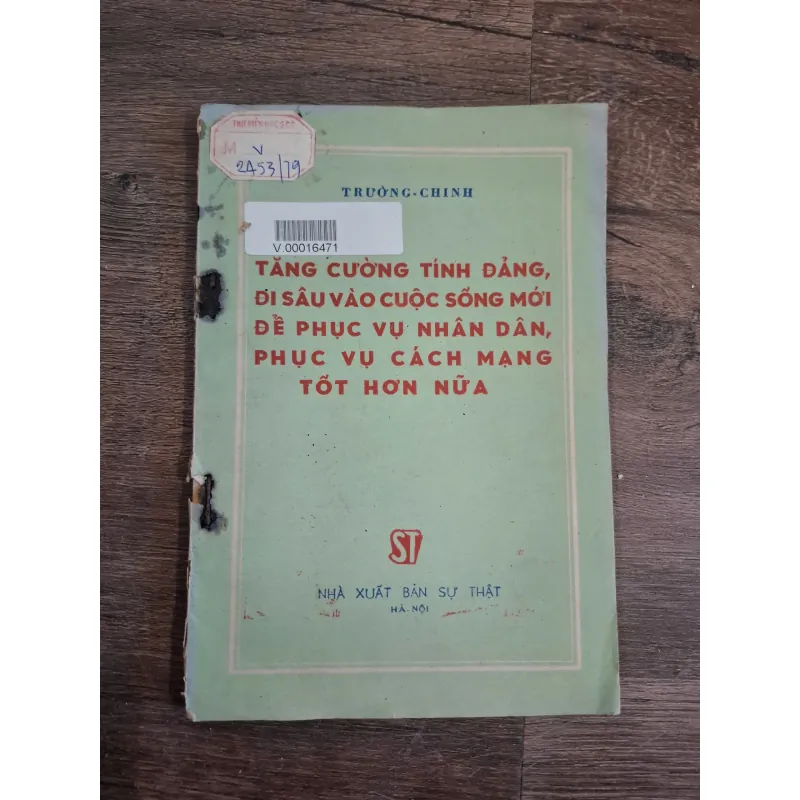 V
2A53/79
TRƯỜNG-CHINH
V.00016471
TĂNG CƯỜNG TÍNH ĐẢNG,
ĐI SÂU VÀO CUỘC SỐNG MỚI
ĐỂ PHỤC VỤ NHÂN DÂN,
PHỤC VỤ CÁCH MẠNG
TỐT HƠN NỮA
ST
NHÀ XUẤT BẢN SỰ THẬT
HÀ-NỘI